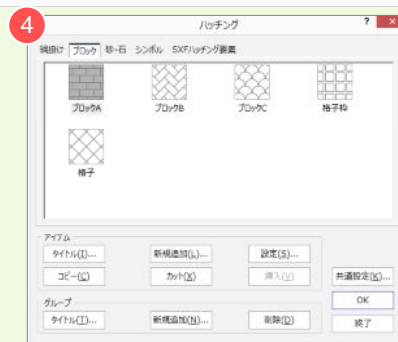 4
ハッチング
? ×
網掛け ブロック 砂・石 シンボル SXFハッチング要素
ブロックA ブロックB ブロックC 格子枠
格子
アイテム
タイトル(I)... 新規追加(L)... 設定(S)...
コピー(C) カット(X) 挿入(V) 共通設定(K)...
グループ OK
タイトル(T)... 新規追加(N)... 削除(D) 終了